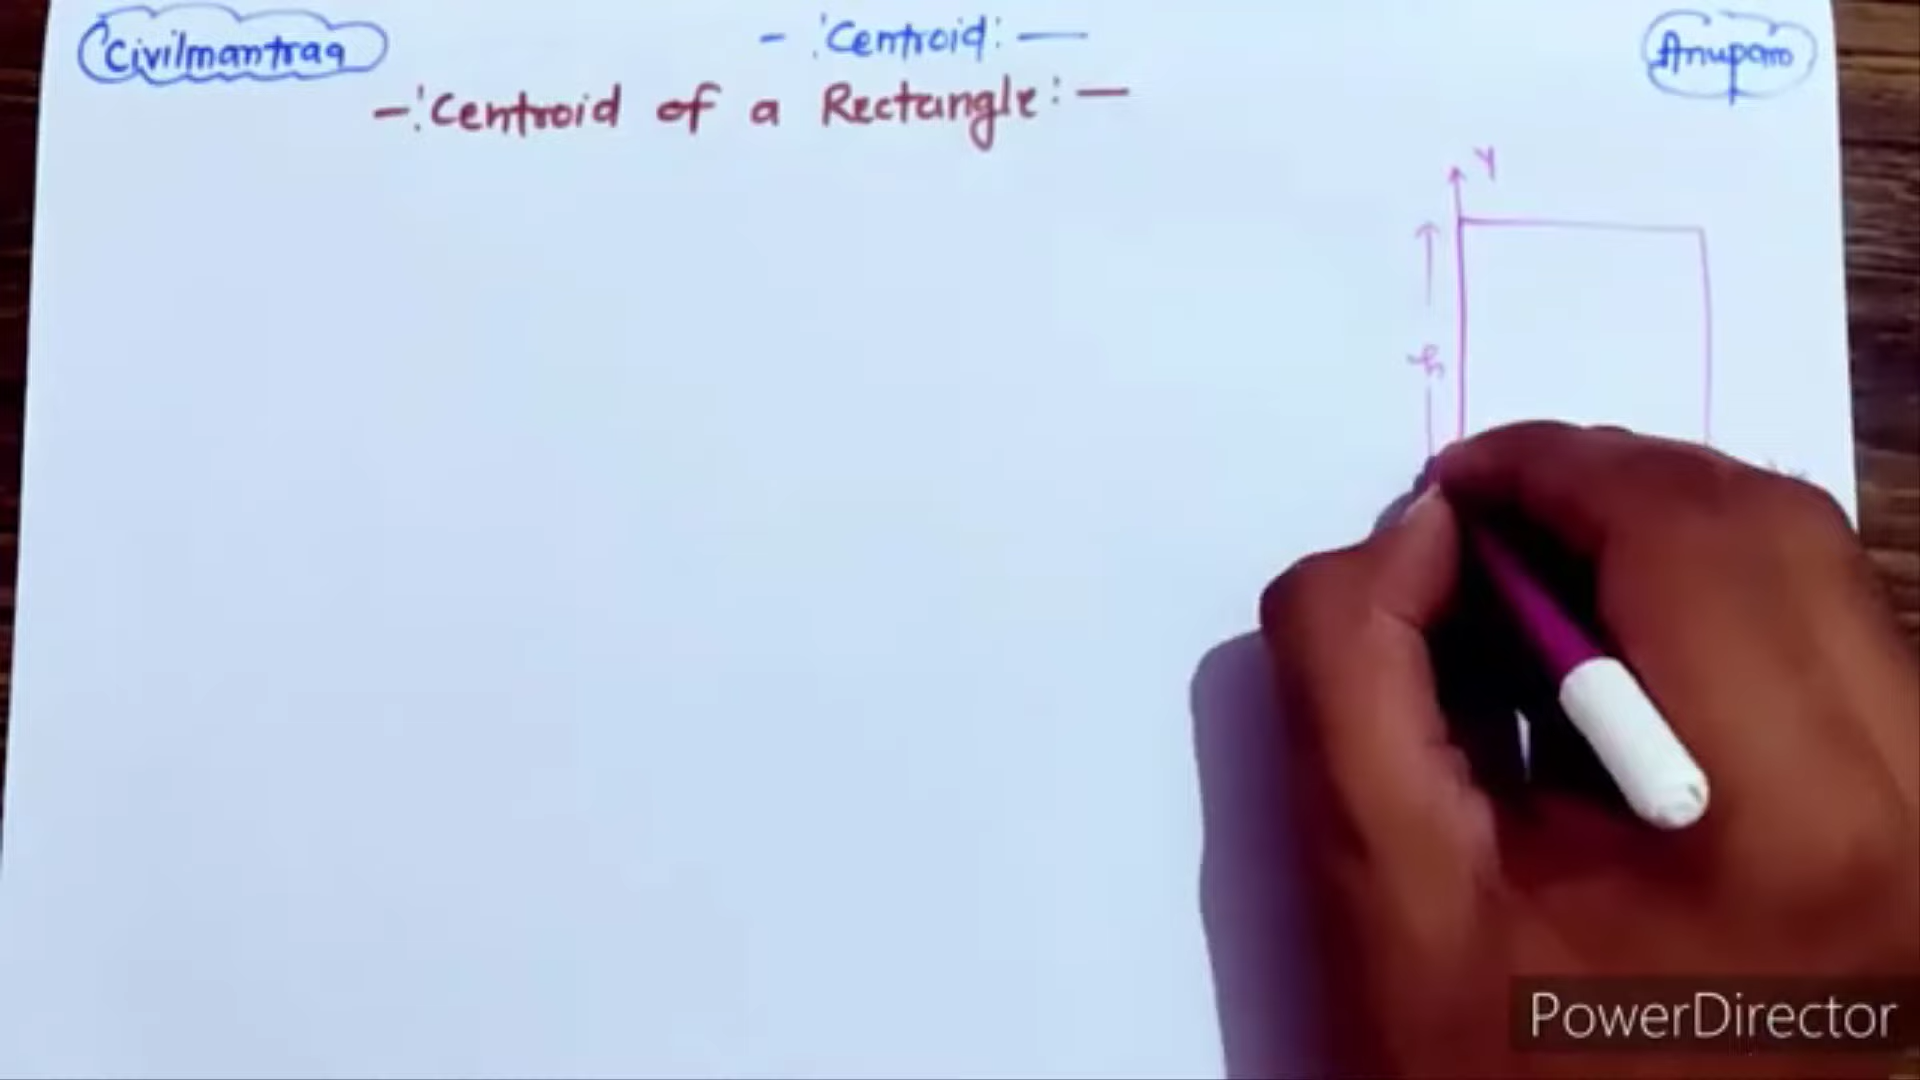 Civilmantraa
- :Centroid: —
Anupam
-:Centroid of a Rectangle:—
Y
h
PowerDirector